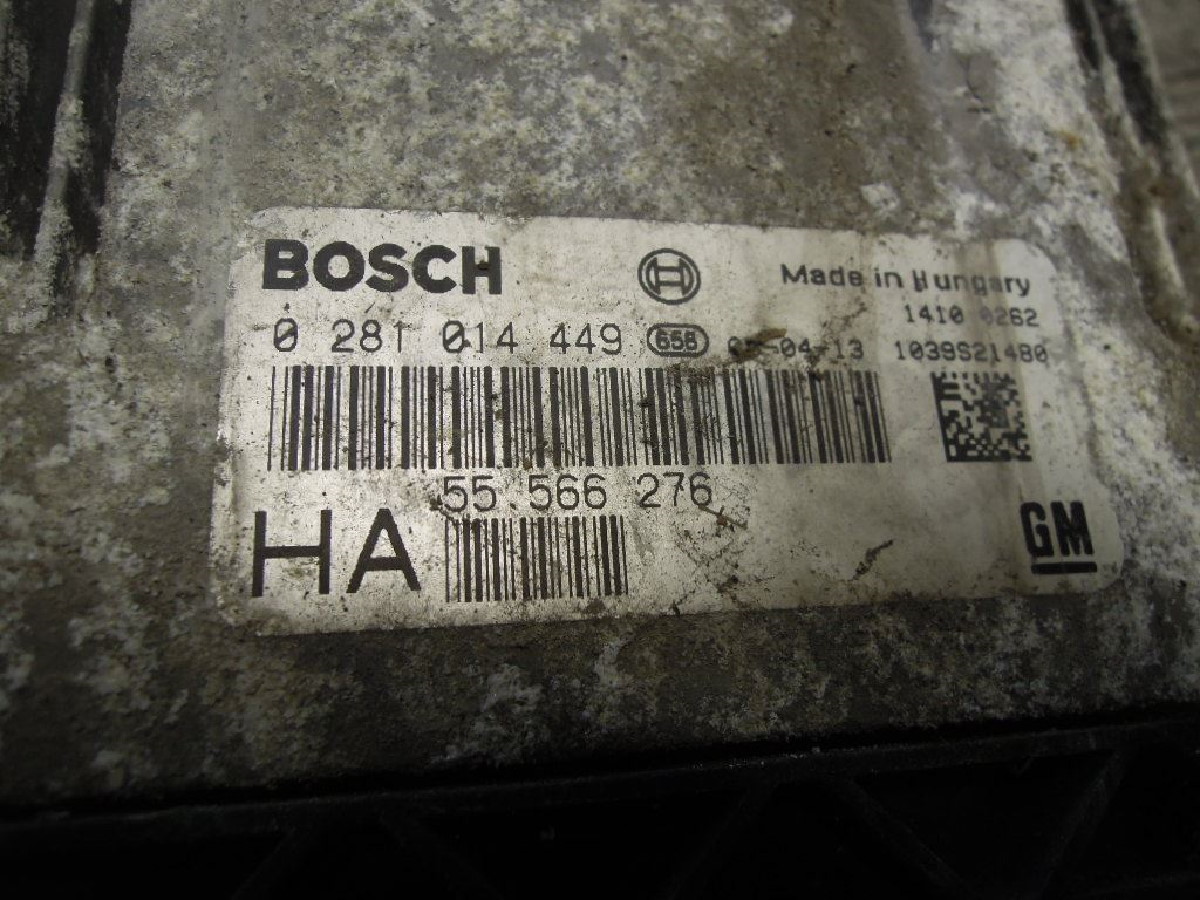 BOSCH
Made in Hungary
1410 0262
0 281 014 449 658 -04-13 1039S21480
55.566 276
HA
GM